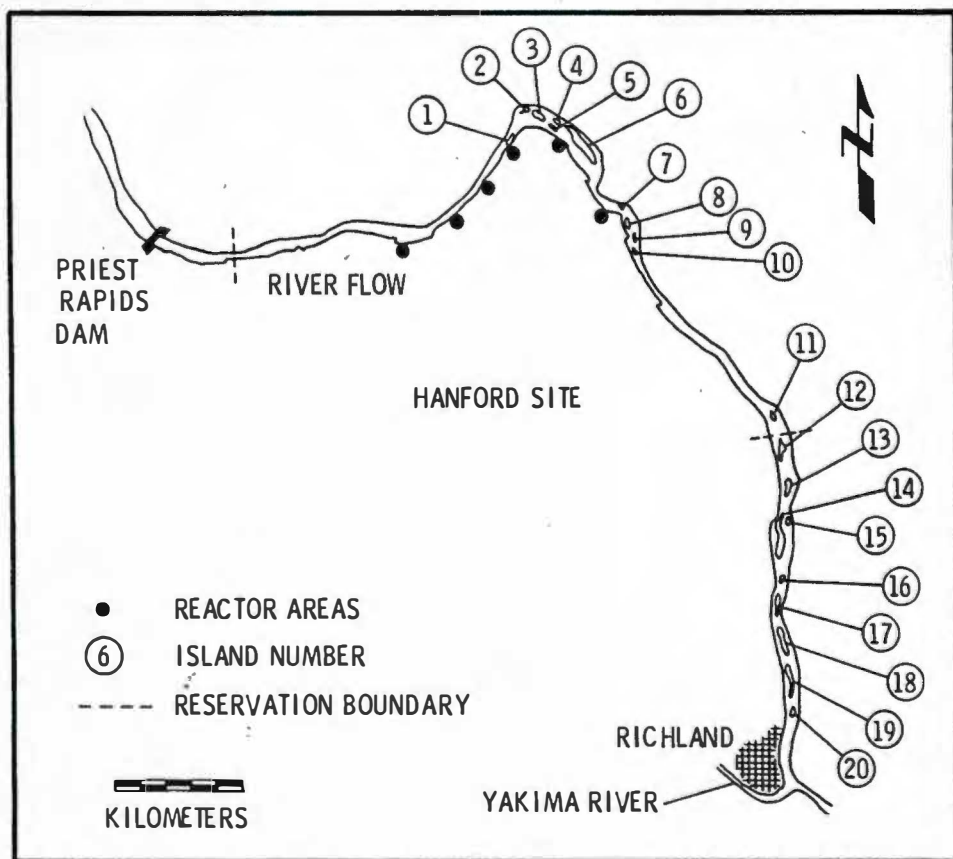 1
2
3
4
5
6
7
8
9
10
PRIEST
RAPIDS
DAM
RIVER FLOW
HANFORD SITE
11
12
13
14
15
16
17
18
19
20
REACTOR AREAS
6
ISLAND NUMBER
RESERVATION BOUNDARY
KILOMETERS
RICHLAND
YAKIMA RIVER